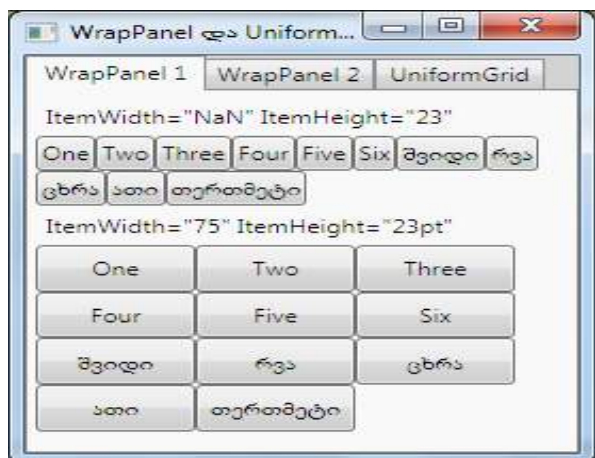 WrapPanel და Uniform...
WrapPanel 1 WrapPanel 2 UniformGrid
ItemWidth="NaN" ItemHeight="23"
One Two Three Four Five Six შვიდი რვა
ცხრა ათი თერთმეტი
ItemWidth="75" ItemHeight="23pt"
One Two Three
Four Five Six
შვიდი რვა ცხრა
ათი თერთმეტი